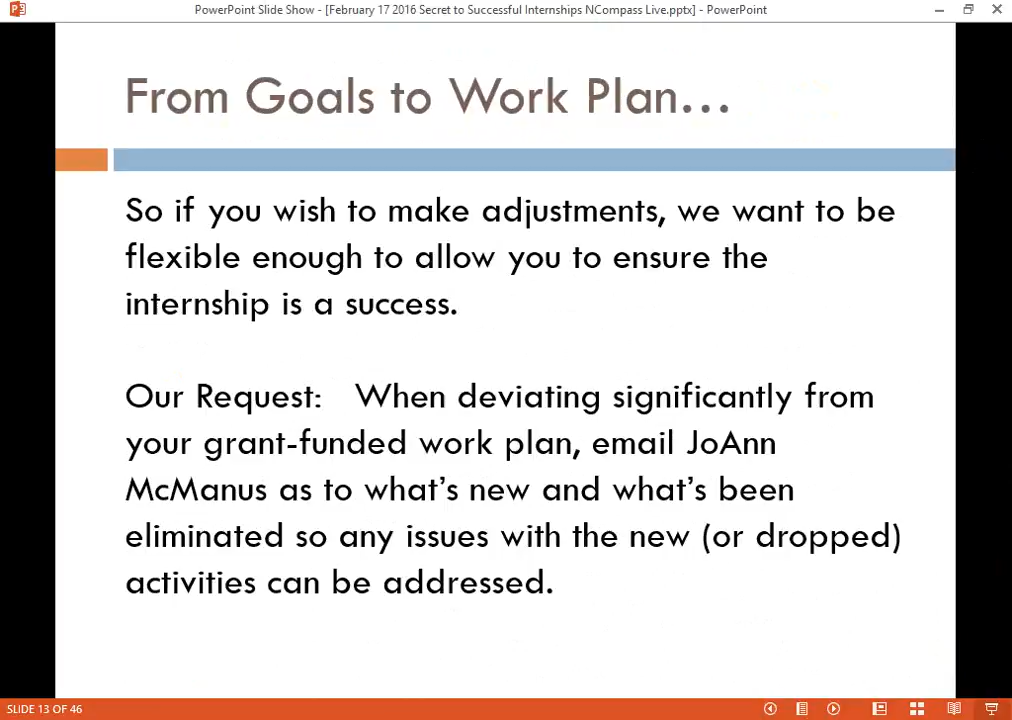 PowerPoint Slide Show - [February 17 2016 Secret to Successful Internships NCompass Live.pptx] - PowerPoint
From Goals to Work Plan...
So if you wish to make adjustments, we want to be
flexible enough to allow you to ensure the
internship is a success.
Our Request:   When deviating significantly from
your grant-funded work plan, email JoAnn
McManus as to what's new and what's been
eliminated so any issues with the new (or dropped)
activities can be addressed.
SLIDE 13 OF 46